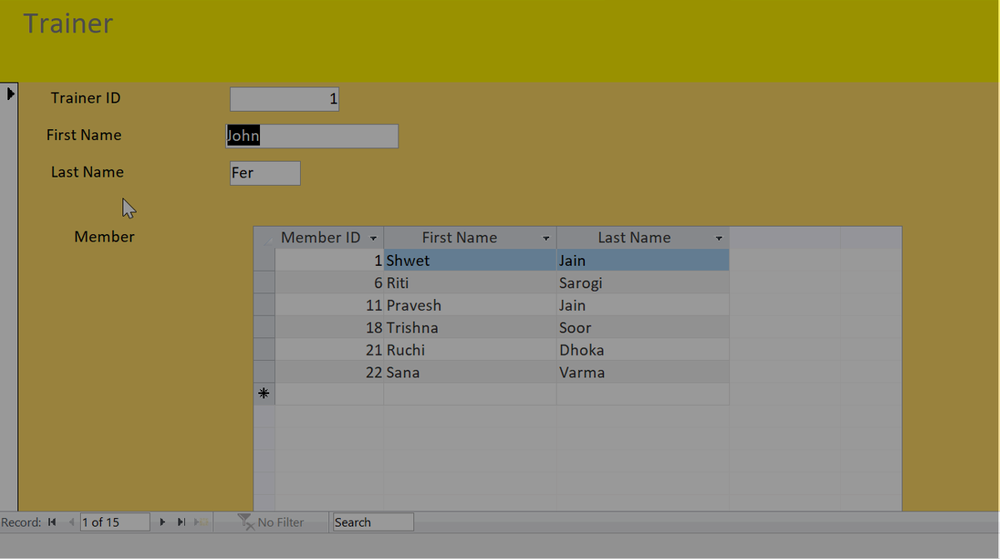 Trainer
Trainer ID 1
First Name John
Last Name Fer
Member
Member ID First Name Last Name
1 Shwet Jain
6 Riti Sarogi
11 Pravesh Jain
18 Trishna Soor
21 Ruchi Dhoka
22 Sana Varma
Record: 1 of 15 No Filter Search